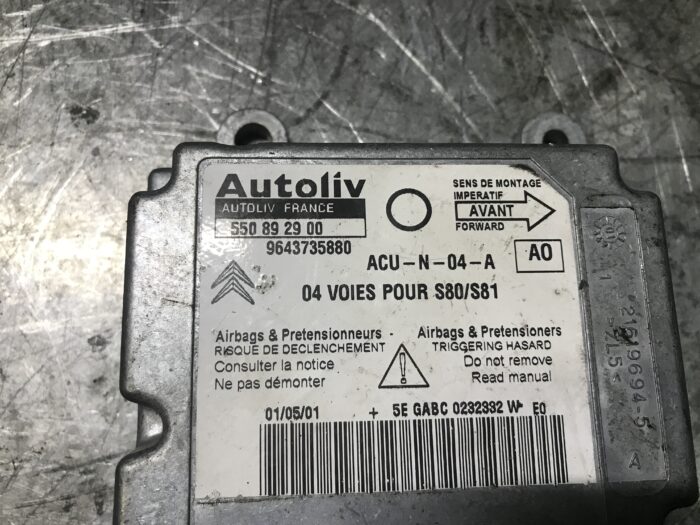 Autoliv
AUTOLIV FRANCE
550 89 29 00
9643735880
SENS DE MONTAGE
IMPERATIF
AVANT
FORWARD
ACU-N-04-A
A0
04 VOIES POUR S80/S81
Airbags & Pretensionneurs -
RISQUE DE DECLENCHEMENT
Consulter la notice
Ne pas démonter
Airbags & Pretensioners
TRIGGERING HASARD
Do not remove
Read manual
01/05/01 + 5E GABC 0232332 W E0